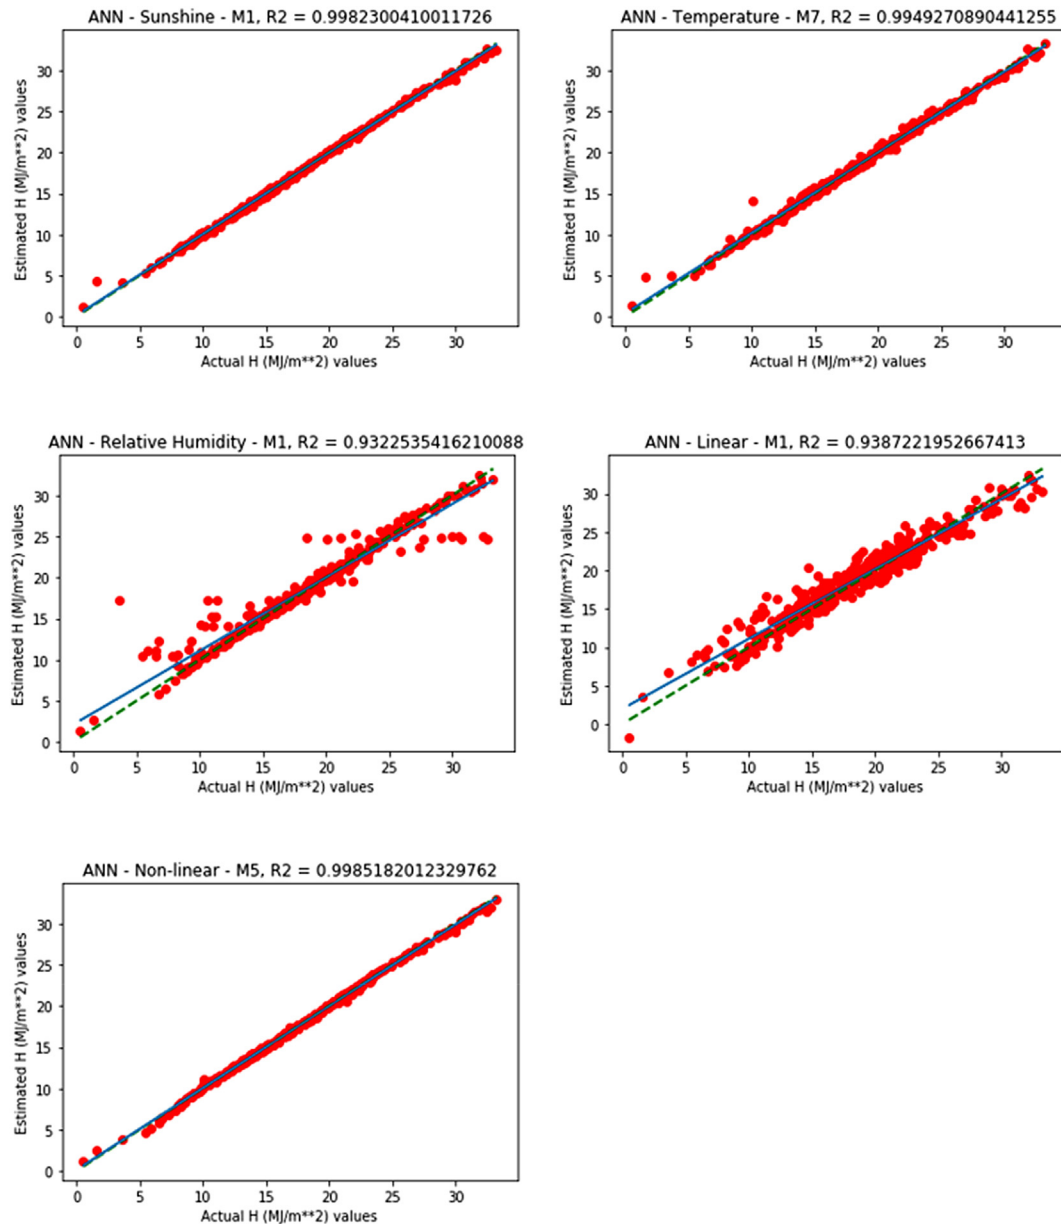 ANN - Sunshine - M1, R2 = 0.9982300410011726
Estimated H (MJ/m**2) values
30
25
20
15
10
5
0
0 5 10 15 20 25 30
Actual H (MJ/m**2) values
ANN - Temperature - M7, R2 = 0.9949270890441255
Estimated H (MJ/m**2) values
30
25
20
15
10
5
0
0 5 10 15 20 25 30
Actual H (MJ/m**2) values
ANN - Relative Humidity - M1, R2 = 0.9322535416210088
Estimated H (MJ/m**2) values
30
25
20
15
10
5
0
0 5 10 15 20 25 30
Actual H (MJ/m**2) values
ANN - Linear - M1, R2 = 0.9387221952667413
Estimated H (MJ/m**2) values
30
25
20
15
10
5
0
0 5 10 15 20 25 30
Actual H (MJ/m**2) values
ANN - Non-linear - M5, R2 = 0.9985182012329762
Estimated H (MJ/m**2) values
30
25
20
15
10
5
0
0 5 10 15 20 25 30
Actual H (MJ/m**2) values